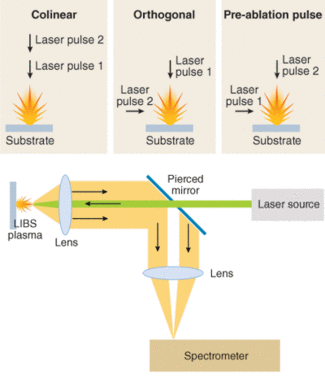 Colinear
Laser pulse 2
Laser pulse 1
Substrate
Orthogonal
Laser
pulse 1
Laser
pulse 2
Substrate
Pre-ablation pulse
Laser
pulse 2
Laser
pulse 1
Substrate
Pierced
mirror
Laser source
LIBS
plasma
Lens
Lens
Spectrometer